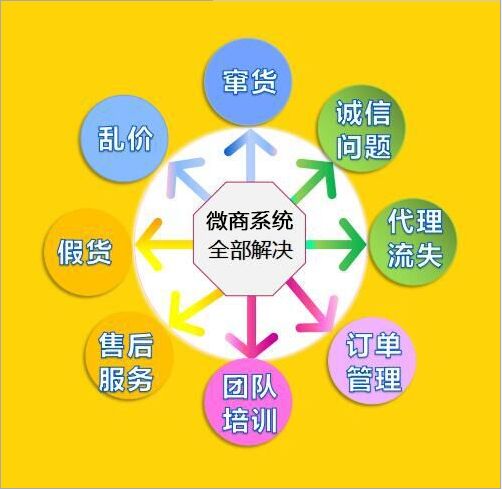 窜货
诚信
问题
代理
流失
订单
管理
团队
培训
售后
服务
假货
乱价
微商系统
全部解决